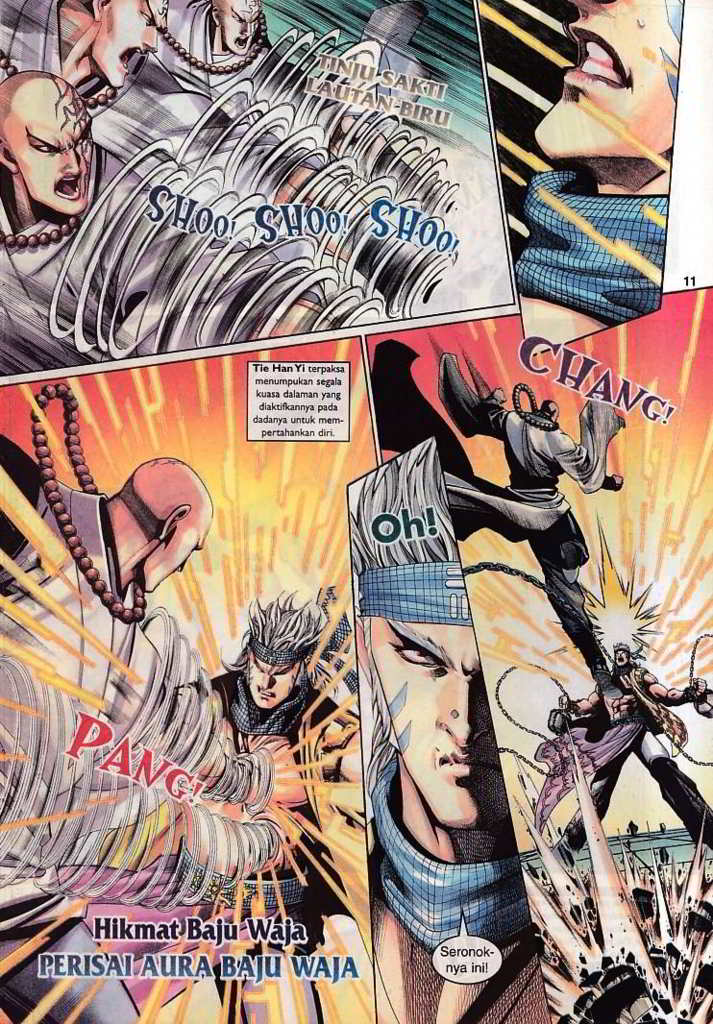 TINJU SAKTI
LAUTAN BIRU
SHOO! SHOO! SHOO!
11
Tie Han Yi terpaksa
menumpukan segala
kuasa dalaman yang
diaktifkannya pada
dadanya untuk mem-
pertahankan diri.
CHANG!
Oh!
PANG!
Hikmat Baju Waja
PERISAI AURA BAJU WAJA
Seronok-
nya ini!